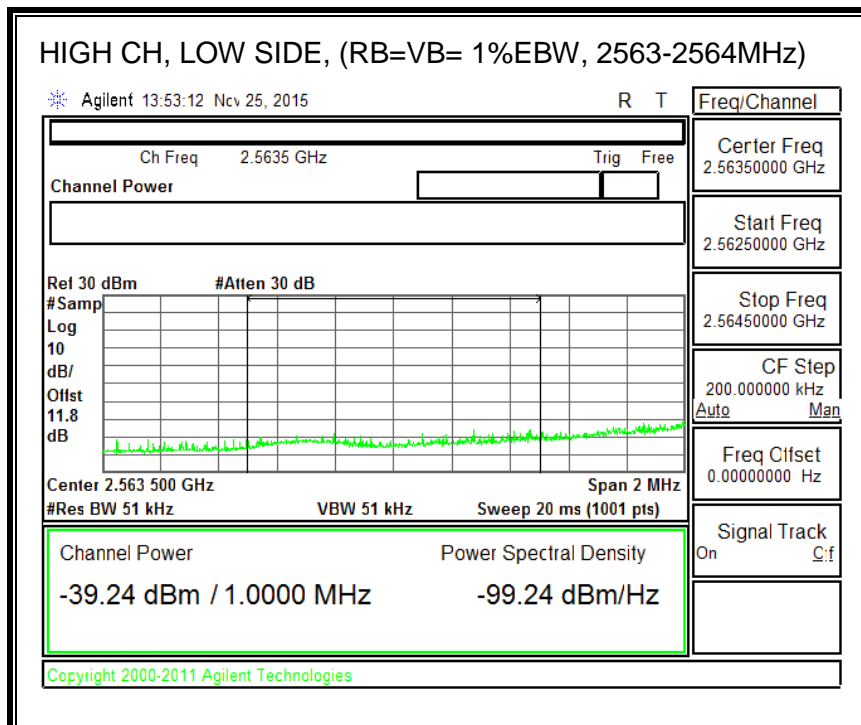 HIGH CH, LOW SIDE, (RB=VB= 1%EBW, 2563-2564MHz)
Agilent 13:53:12 Nov 25, 2015 R T
Ch Freq 2.5635 GHz Trig Free
Channel Power
Ref 30 dBm #Atten 30 dB
#Samp
Log
10
dB/
Offst
11.8
dB
Center 2.563 500 GHz Span 2 MHz
#Res BW 51 kHz VBW 51 kHz Sweep 20 ms (1001 pts)
Channel Power Power Spectral Density
-39.24 dBm / 1.0000 MHz -99.24 dBm/Hz
Copyright 2000-2011 Agilent Technologies
Freq/Channel
Center Freq
2.56350000 GHz
Start Freq
2.56250000 GHz
Stop Freq
2.56450000 GHz
CF Step
200.000000 kHz
Auto Man
Freq Offset
0.00000000 Hz
Signal Track
On Off